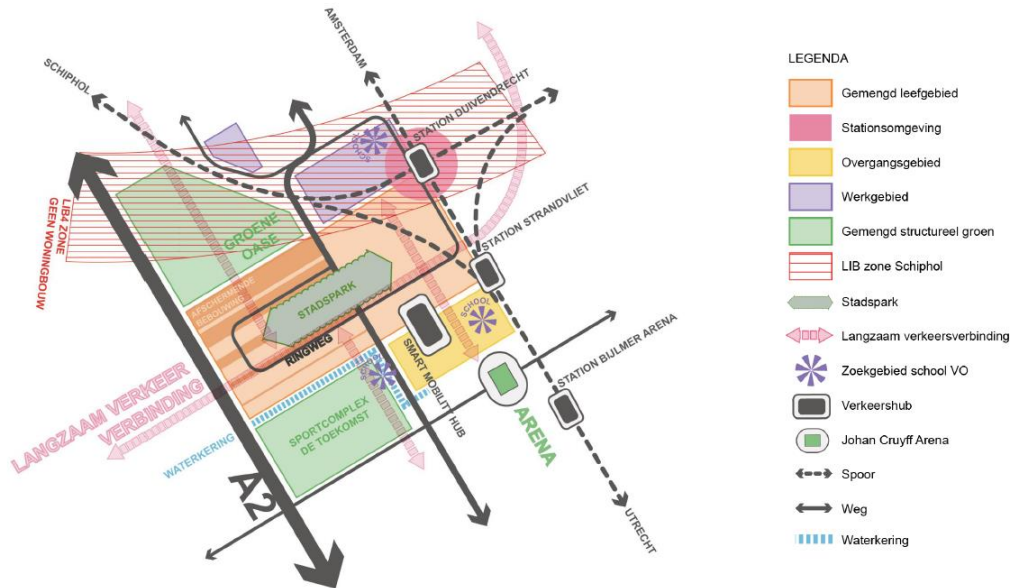 SCHIPHOL
AMSTERDAM
STATION DUIVENDRECHT
SCHOOL
LIB4 ZONE
GEEN WONINGBOUW
GROENE
OASE
STATION STRANDVLIET
AFSCHERMENDE
BEBOUWING
STADSPARK
RINGWEG
SCHOOL
SMART MOBILITY HUB
STATION BIJLMER ARENA
LANGZAAM VERKEER
VERBINDING
SCHOOL
SPORTCOMPLEX
DE TOEKOMST
WATERKERING
ARENA
A2
UTRECHT
LEGENDA
Gemengd leefgebied
Stationsomgeving
Overgangsgebied
Werkgebied
Gemengd structureel groen
LIB zone Schiphol
Stadspark
Langzaam verkeersverbinding
Zoekgebied school VO
Verkeershub
Johan Cruyff Arena
Spoor
Weg
Waterkering